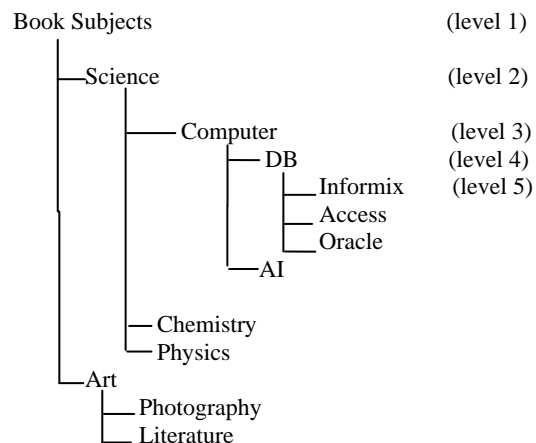 Book Subjects (level 1)
Science (level 2)
Computer (level 3)
DB (level 4)
Informix (level 5)
Access
Oracle
AI
Chemistry
Physics
Art
Photography
Literature